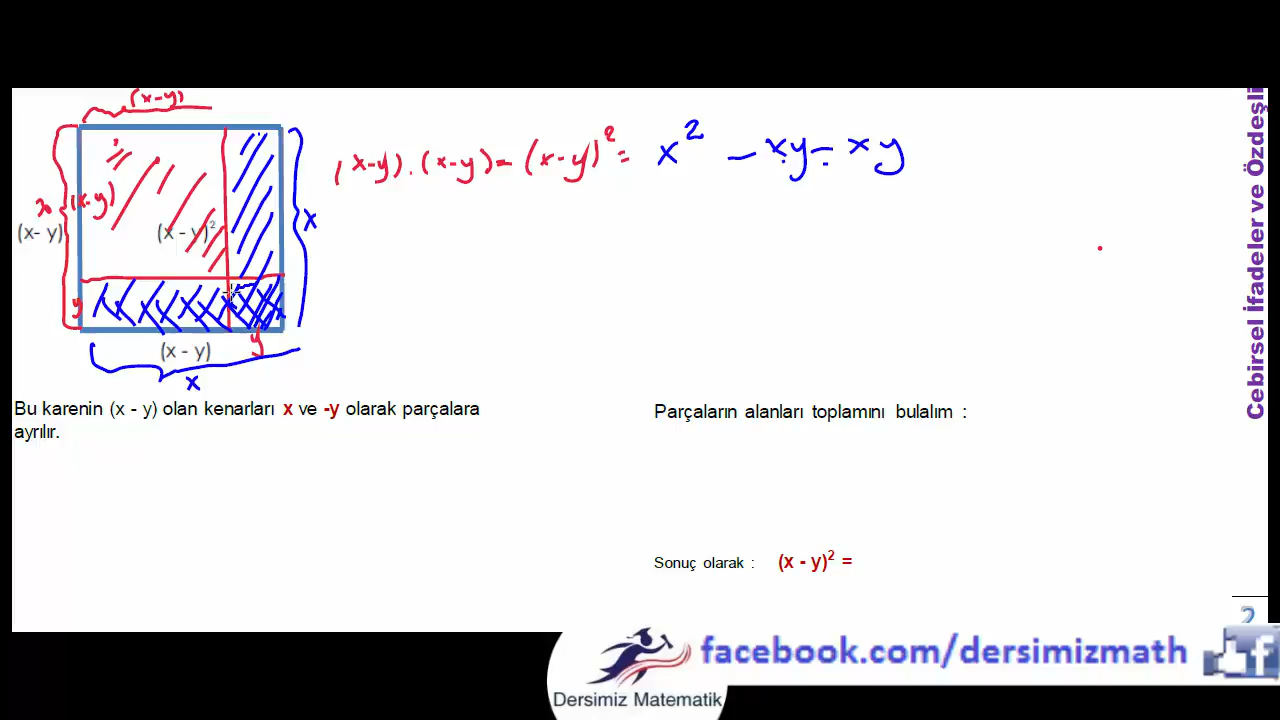 (x-y)
(x-y).(x-y)=(x-y)²= x² -xy-xy
(x-y)
x
(x- y)
(x - y)²
y
y
(x - y)
x
Bu karenin (x - y) olan kenarları x ve -y olarak parçalara
ayrılır.
Parçaların alanları toplamını bulalım :
Sonuç olarak : (x - y)² =
Cebirsel İfadeler ve Özdeşli
2
facebook.com/dersimizmath
f
Dersimiz Matematik